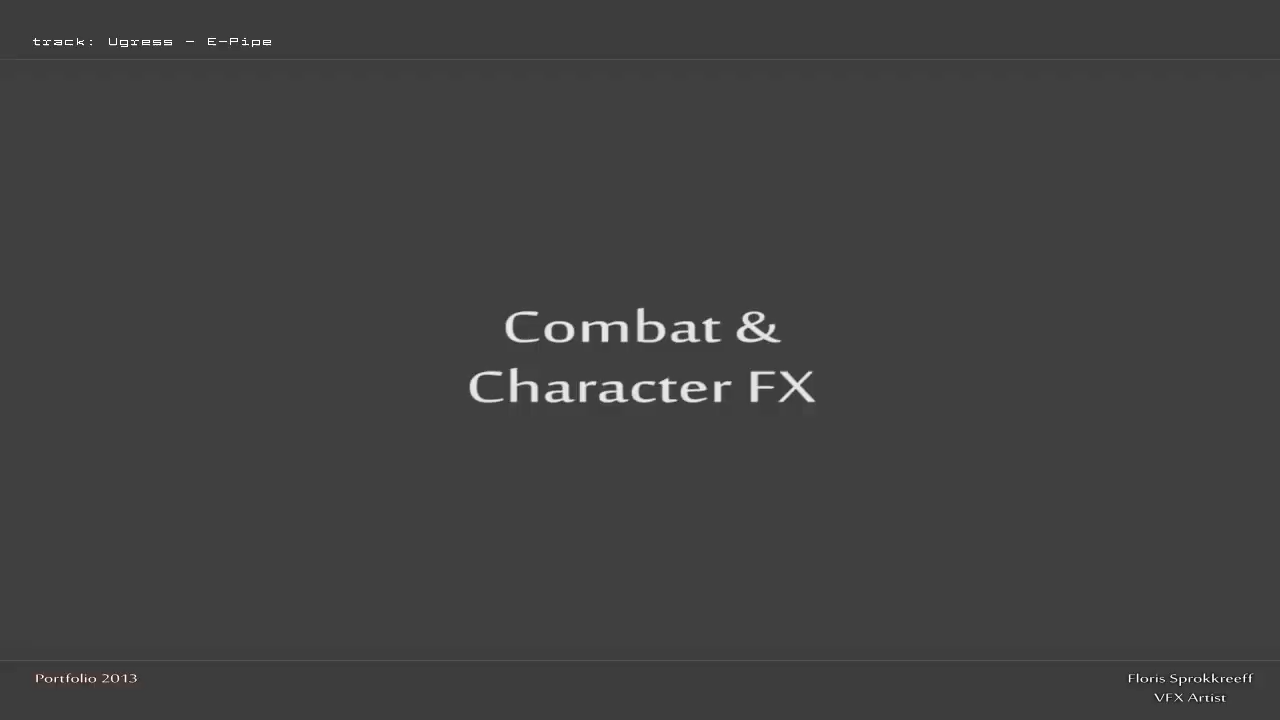 track: Ugress - E-Pipe
Combat &
Character FX
Portfolio 2013
Floris Sprokkreeff
VFX Artist